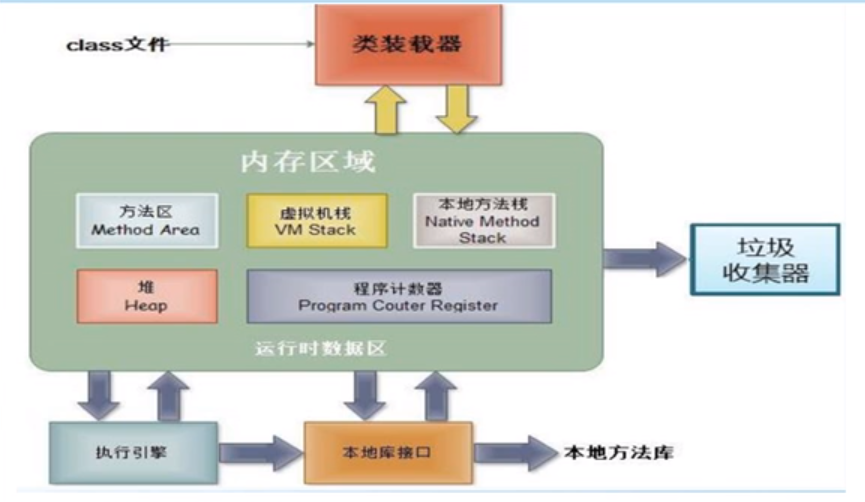 class文件
类装载器
内存区域
方法区
Method Area
虚拟机栈
VM Stack
本地方法栈
Native Method
Stack
堆
Heap
程序计数器
Program Couter Register
运行时数据区
垃圾
收集器
执行引擎
本地库接口
本地方法库